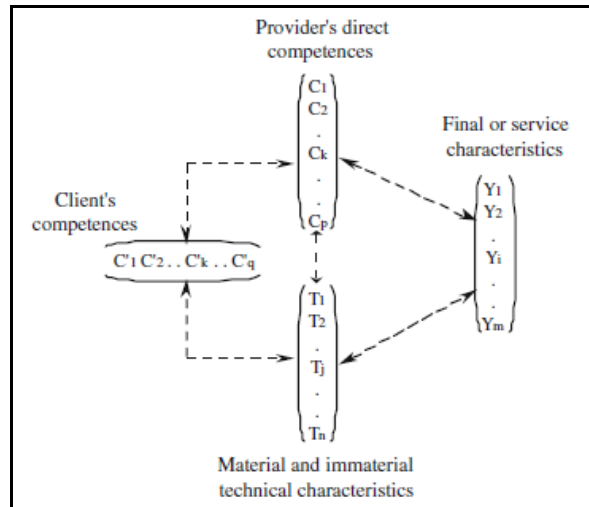 Provider's direct
competences
C1
C2
.
Ck
.
.
Cp
Final or service
characteristics
Y1
Y2
.
Yi
.
.
Ym
Client's
competences
C'1 C'2 . . C'k . . C'q
T1
T2
.
Tj
.
.
Tn
Material and immaterial
technical characteristics